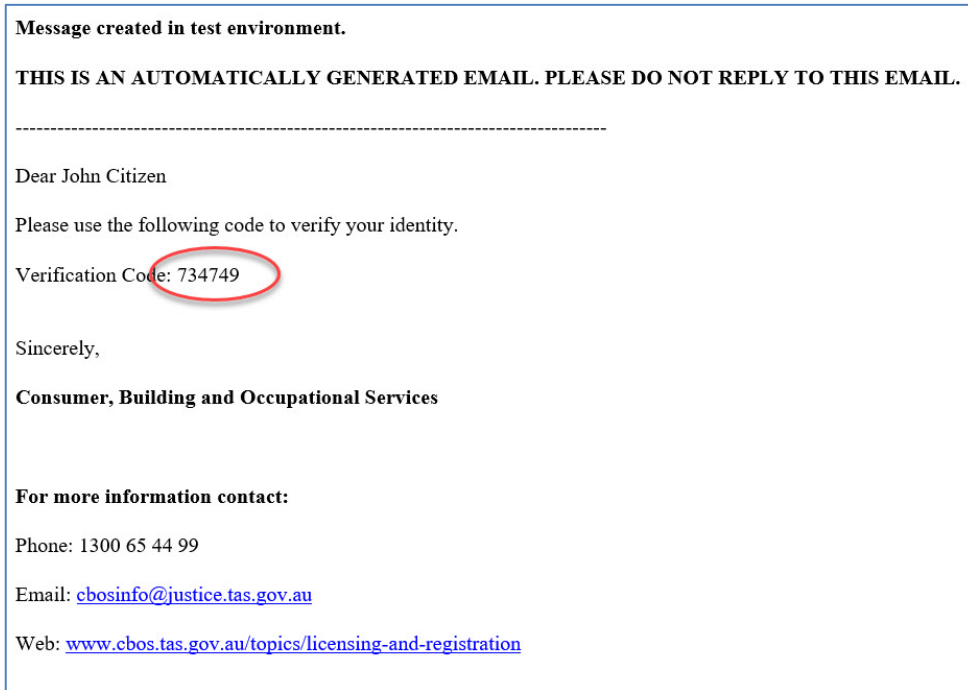 Message created in test environment.
THIS IS AN AUTOMATICALLY GENERATED EMAIL. PLEASE DO NOT REPLY TO THIS EMAIL.
-------------------------------------------------------------------------------------
Dear John Citizen
Please use the following code to verify your identity.
Verification Code: 734749
Sincerely,
Consumer, Building and Occupational Services
For more information contact:
Phone: 1300 65 44 99
Email: cbosinfo@justice.tas.gov.au
Web: www.cbos.tas.gov.au/topics/licensing-and-registration